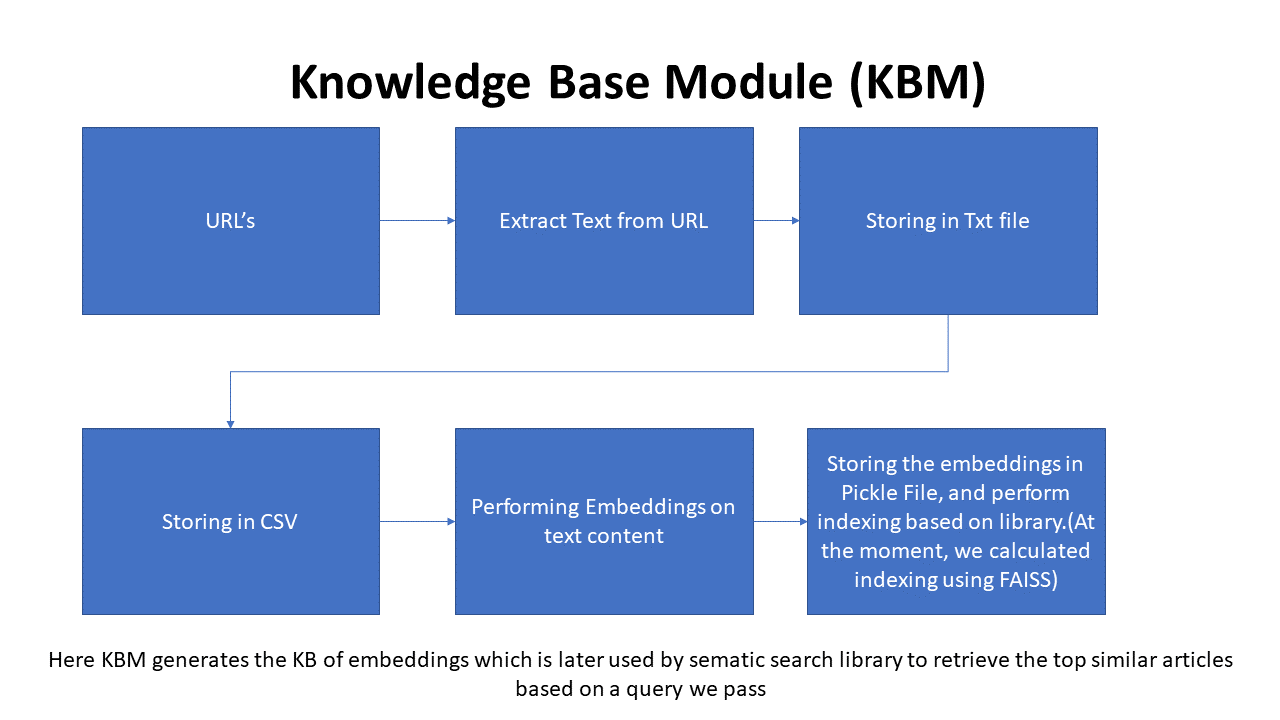 Knowledge Base Module (KBM)
URL’s
Extract Text from URL
Storing in Txt file
Storing in CSV
Performing Embeddings on
text content
Storing the embeddings in
Pickle File, and perform
indexing based on library.(At
the moment, we calculated
indexing using FAISS)
Here KBM generates the KB of embeddings which is later used by sematic search library to retrieve the top similar articles
based on a query we pass